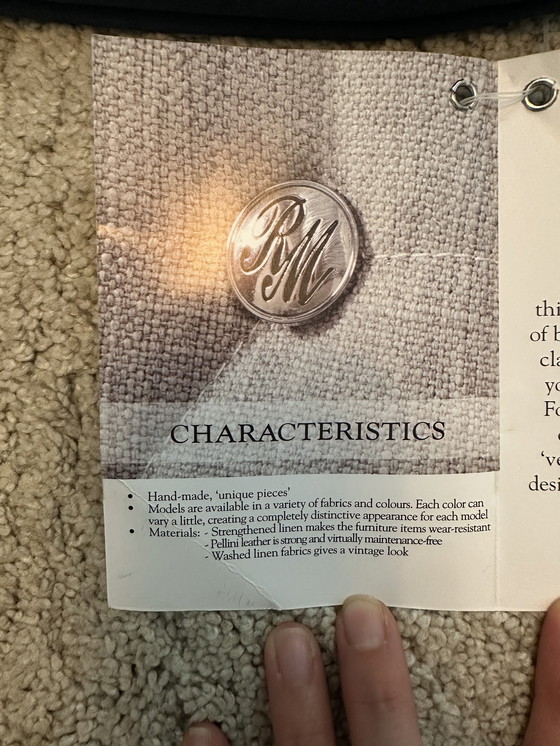 RM
CHARACTERISTICS
• Hand-made, ‘unique pieces’
• Models are available in a variety of fabrics and colours. Each color can
vary a little, creating a completely distinctive appearance for each model
• Materials: - Strengthened linen makes the furniture items wear-resistant
- Pellini leather is strong and virtually maintenance-free
- Washed linen fabrics gives a vintage look
thi
of b
cla
yo
Fo
‘ve
desi